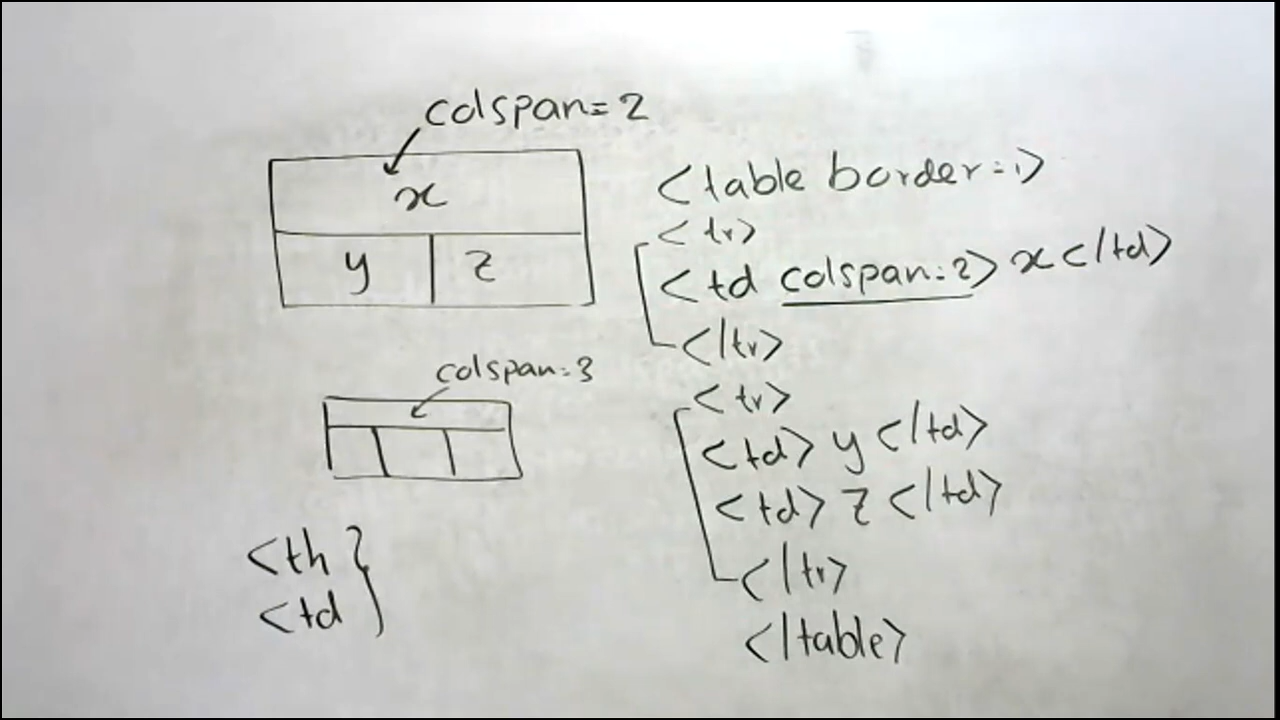 colspan=2
x
y z
colspan=3
<th }
<td
<table border=1>
<tr>
<td colspan=2> x </td>
</tr>
<tr>
<td> y </td>
<td> z </td>
</tr>
</table>